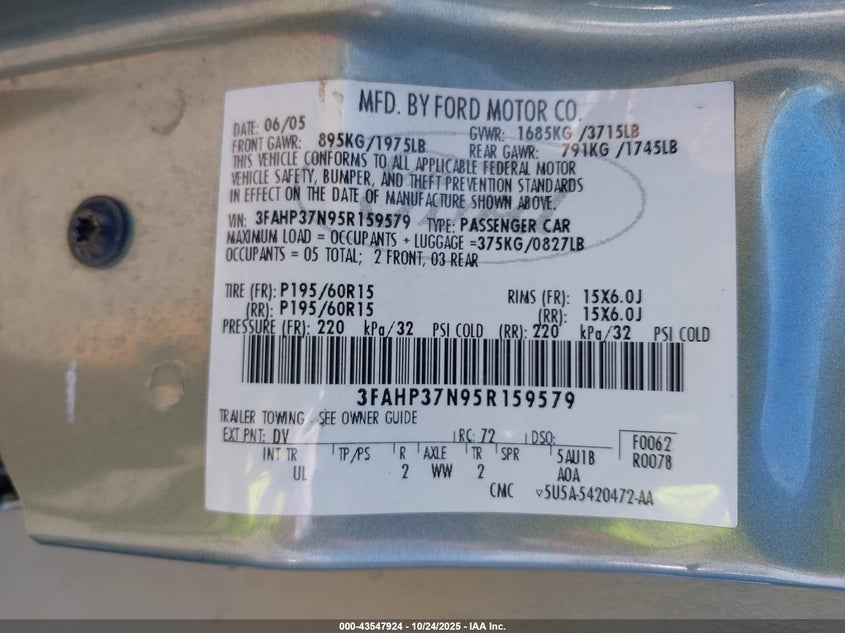 MFD. BY FORD MOTOR CO.
DATE: 06/05 GVWR: 1685KG /3715LB
FRONT GAWR: 895KG/1975LB REAR GAWR: 791KG /1745LB
THIS VEHICLE CONFORMS TO ALL APPLICABLE FEDERAL MOTOR
VEHICLE SAFETY, BUMPER, AND THEFT PREVENTION STANDARDS
IN EFFECT ON THE DATE OF MANUFACTURE SHOWN ABOVE.
VIN: 3FAHP37N95R159579 TYPE: PASSENGER CAR
MAXIMUM LOAD = OCCUPANTS + LUGGAGE =375KG/0827LB
OCCUPANTS = 05 TOTAL; 2 FRONT, 03 REAR
TIRE (FR): P195/60R15 RIMS (FR): 15X6.0J
(RR): P195/60R15 (RR): 15X6.0J
PRESSURE (FR): 220 kPa/32 PSI COLD (RR): 220 kPa/32 PSI COLD
3FAHP37N95R159579
TRAILER TOWING - SEE OWNER GUIDE
EXT PNT: DV RC: 72 DSO: F0062
INT TR TP/PS R AXLE TR SPR 5AU1B R0078
UL 2 WW 2 A0A
CMC ▽5U5A-5420472-AA
000-43547924 | 10/24/2025 - IAA Inc.